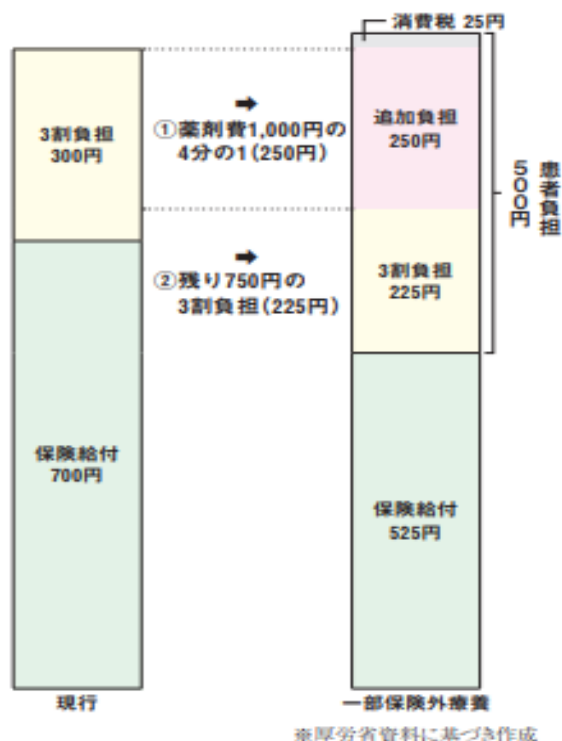 消費税 25円
3割負担
300円
➡
①薬剤費1,000円の
4分の1(250円)
追加負担
250円
患者負担
500円
➡
②残り750円の
3割負担(225円)
3割負担
225円
保険給付
700円
保険給付
525円
現行
一部保険外療養
※厚労省資料に基づき作成